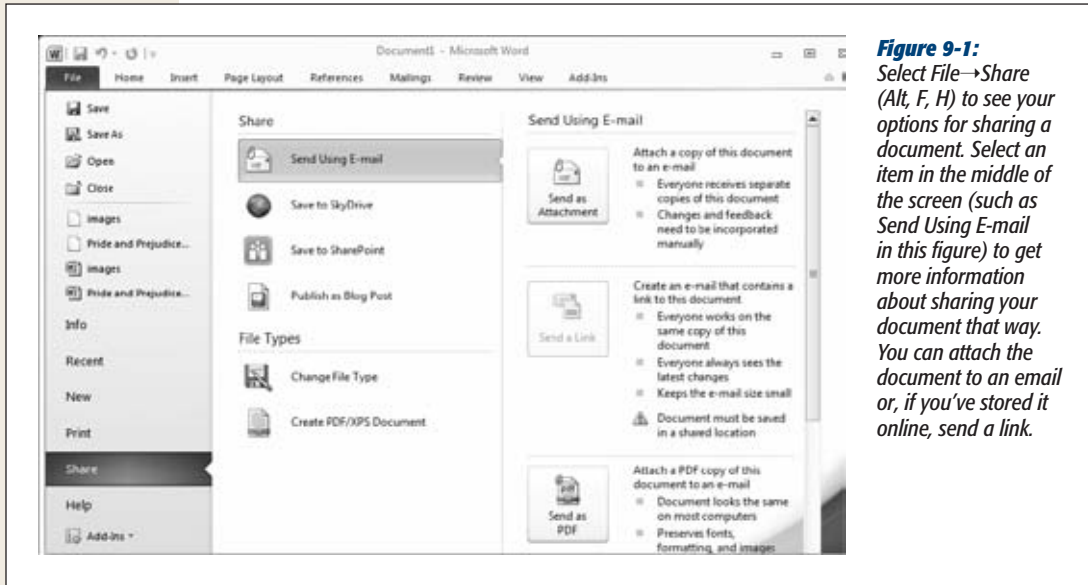 Document1 - Microsoft Word
File Home Insert Page Layout References Mailings Review View Add-Ins
Save
Save As
Open
Close
images
Pride and Prejudice...
images
Pride and Prejudice...
Info
Recent
New
Print
Share
Help
Add-Ins
Share
Send Using E-mail
Save to SkyDrive
Save to SharePoint
Publish as Blog Post
File Types
Change File Type
Create PDF/XPS Document
Send Using E-mail
Send as
Attachment
Attach a copy of this document
to an e-mail
Everyone receives separate
copies of this document
Changes and feedback
need to be incorporated
manually
Send a Link
Create an e-mail that contains a
link to this document
Everyone works on the
same copy of this
document
Everyone always sees the
latest changes
Keeps the e-mail size small
Document must be saved
in a shared location
Send as
PDF
Attach a PDF copy of this
document to an e-mail
Document looks the same
on most computers
Preserves fonts,
formatting, and images
Figure 9-1:
Select File→Share
(Alt, F, H) to see your
options for sharing a
document. Select an
item in the middle of
the screen (such as
Send Using E-mail
in this figure) to get
more information
about sharing your
document that way.
You can attach the
document to an email
or, if you've stored it
online, send a link.